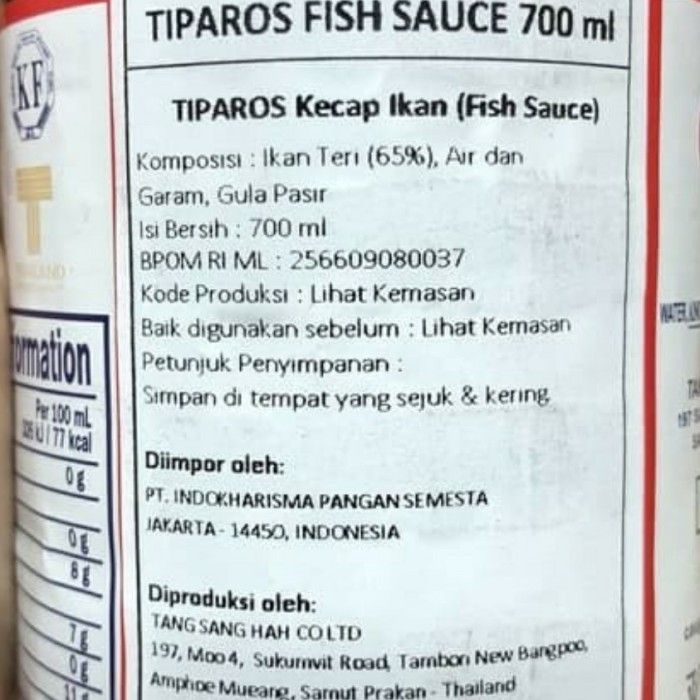 TIPAROS FISH SAUCE 700 ml
TIPAROS Kecap Ikan (Fish Sauce)
Komposisi : Ikan Teri (65%), Air dan
Garam, Gula Pasir
Isi Bersih : 700 ml
BPOM RI ML : 256609080037
Kode Produksi : Lihat Kemasan
Baik digunakan sebelum : Lihat Kemasan
Petunjuk Penyimpanan :
Simpan di tempat yang sejuk & kering
Diimpor oleh:
PT. INDOKHARISMA PANGAN SEMESTA
JAKARTA - 14450, INDONESIA
Diproduksi oleh:
TANG SANG HAH CO LTD
197, Moo 4, Sukumvit Road, Tambon New Bangpoo,
Amphoe Mueang, Samut Prakan - Thailand
KF
T
ormation
Per 100 mL
/ 77 kcal
0g
0g
8g
7g
0g